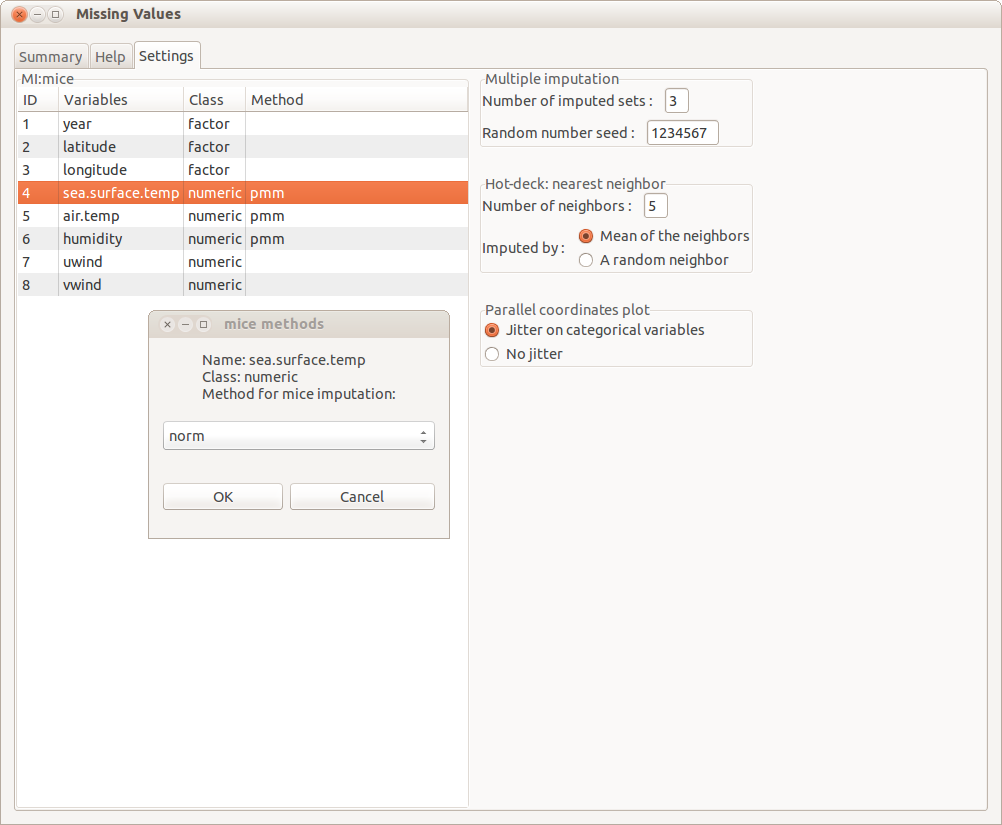 Missing Values
Summary Help Settings
MI:mice
ID Variables Class Method
1 year factor
2 latitude factor
3 longitude factor
4 sea.surface.temp numeric pmm
5 air.temp numeric pmm
6 humidity numeric pmm
7 uwind numeric
8 vwind numeric
mice methods
Name: sea.surface.temp
Class: numeric
Method for mice imputation:
norm
OK Cancel
Multiple imputation
Number of imputed sets : 3
Random number seed : 1234567
Hot-deck: nearest neighbor
Number of neighbors : 5
Imputed by :
Mean of the neighbors
A random neighbor
Parallel coordinates plot
Jitter on categorical variables
No jitter